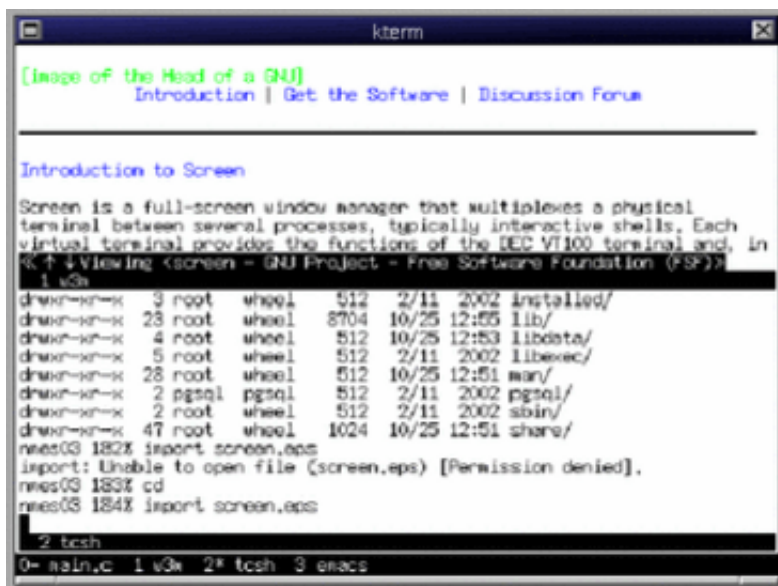 kterm
[image of the Head of a GNU]
Introduction | Get the Software | Discussion Forum
Introduction to Screen
Screen is a full-screen window manager that multiplexes a physical
terminal between several processes, typically interactive shells. Each
virtual terminal provides the functions of the DEC VT100 terminal and, in
≪ ↑ ↓ Viewing <screen - GNU Project - Free Software Foundation (FSF)>
1 w3m
drwxr-xr-x 3 root wheel 512 2/11 2002 installed/
drwxr-xr-x 23 root wheel 8704 10/25 12:55 lib/
drwxr-xr-x 4 root wheel 512 10/25 12:53 libdata/
drwxr-xr-x 5 root wheel 512 2/11 2002 libexec/
drwxr-xr-x 28 root wheel 512 10/25 12:51 man/
drwxr-xr-x 2 pgsql pgsql 512 2/11 2002 pgsql/
drwxr-xr-x 2 root wheel 512 2/11 2002 sbin/
drwxr-xr-x 47 root wheel 1024 10/25 12:51 share/
nmes03 182% import screen.eps
import: Unable to open file (screen.eps) [Permission denied].
nmes03 183% cd
nmes03 184% import screen.eps
2 tcsh
0- main.c 1 w3m 2* tcsh 3 emacs